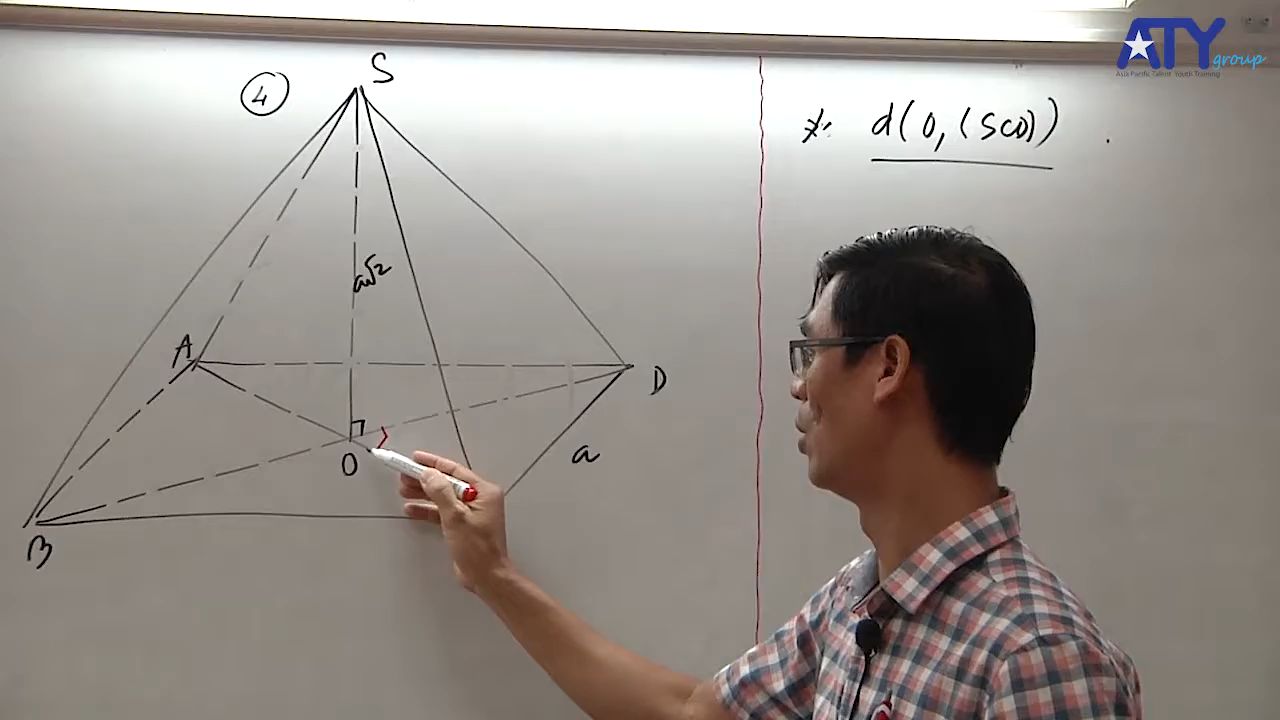 ATY group
Asia Pacific Talent Youth Training
4
S
* d(O, (SCD))
a√2
A
D
O
a
B